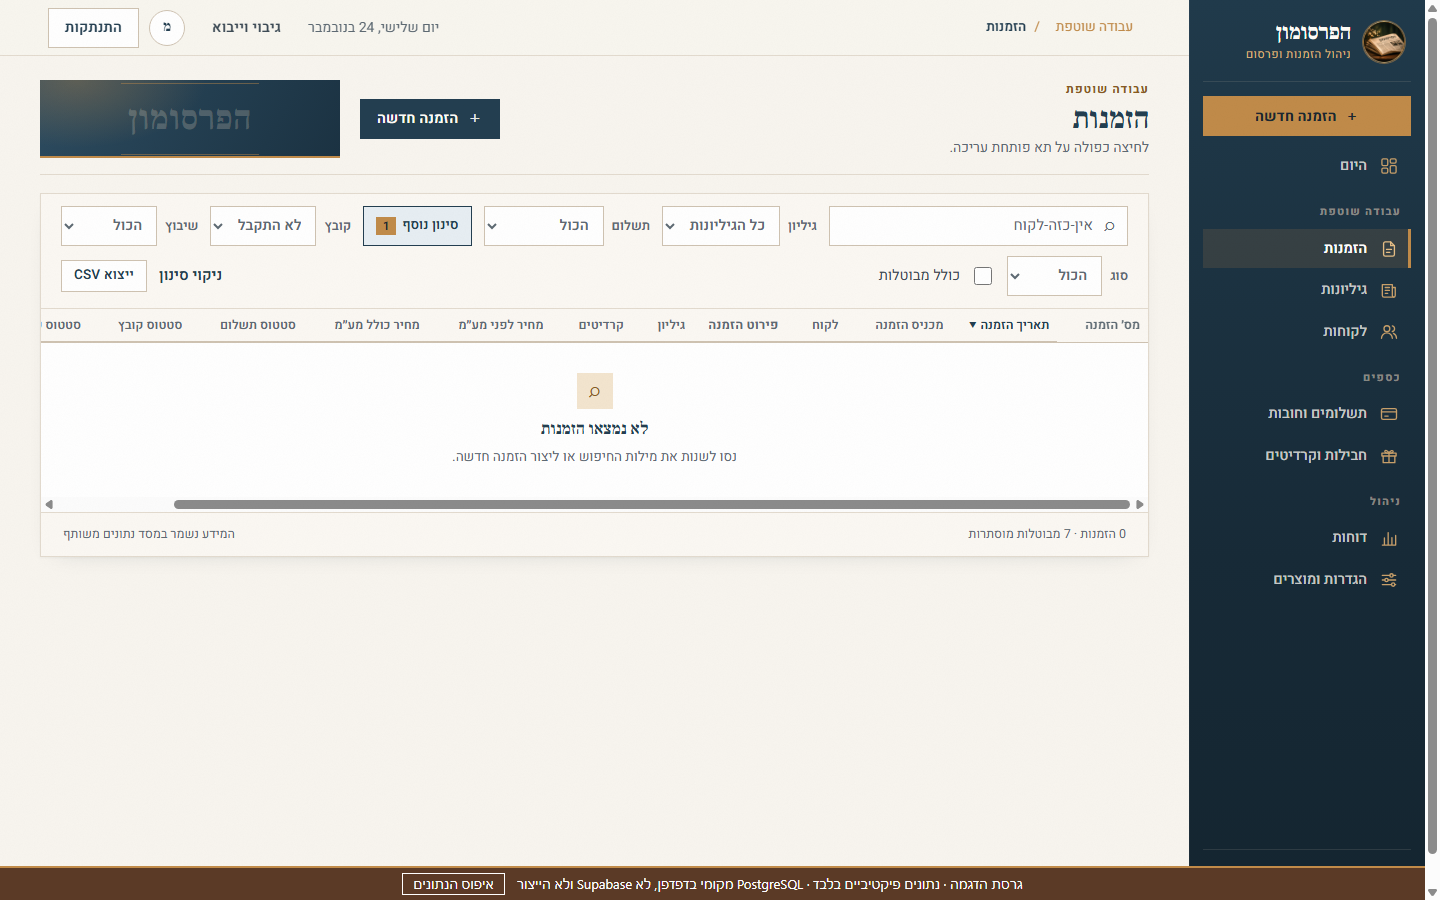 הפרסומון
ניהול הזמנות ופרסום
+ הזמנה חדשה
היום
עבודה שוטפת
הזמנות
גיליונות
לקוחות
כספים
תשלומים וחובות
חבילות וקרדיטים
ניהול
דוחות
הגדרות ומוצרים
עבודה שוטפת / הזמנות
יום שלישי, 24 בנובמבר
גיבוי וייבוא
מ
התנתקות
עבודה שוטפת
הזמנות
לחיצה כפולה על תא פותחת עריכה.
+ הזמנה חדשה
הפרסומון
אין-כזה-לקוח
גיליון כל הגיליונות
תשלום הכול
סינון נוסף 1
קובץ לא התקבל
שיבוץ הכול
סוג הכול
כולל מבוטלות
ניקוי סינון
ייצוא CSV
מס' הזמנה תאריך הזמנה ▼ מכניס הזמנה לקוח פירוט הזמנה גיליון קרדיטים מחיר לפני מע"מ מחיר כולל מע"מ סטטוס תשלום סטטוס קובץ סטטוס
לא נמצאו הזמנות
נסו לשנות את מילות החיפוש או ליצור הזמנה חדשה.
0 הזמנות · 7 מבוטלות מוסתרות
המידע נשמר במסד נתונים משותף
גרסת הדגמה · נתונים פיקטיביים בלבד · PostgreSQL מקומי בדפדפן, לא Supabase ולא הייצור
איפוס הנתונים